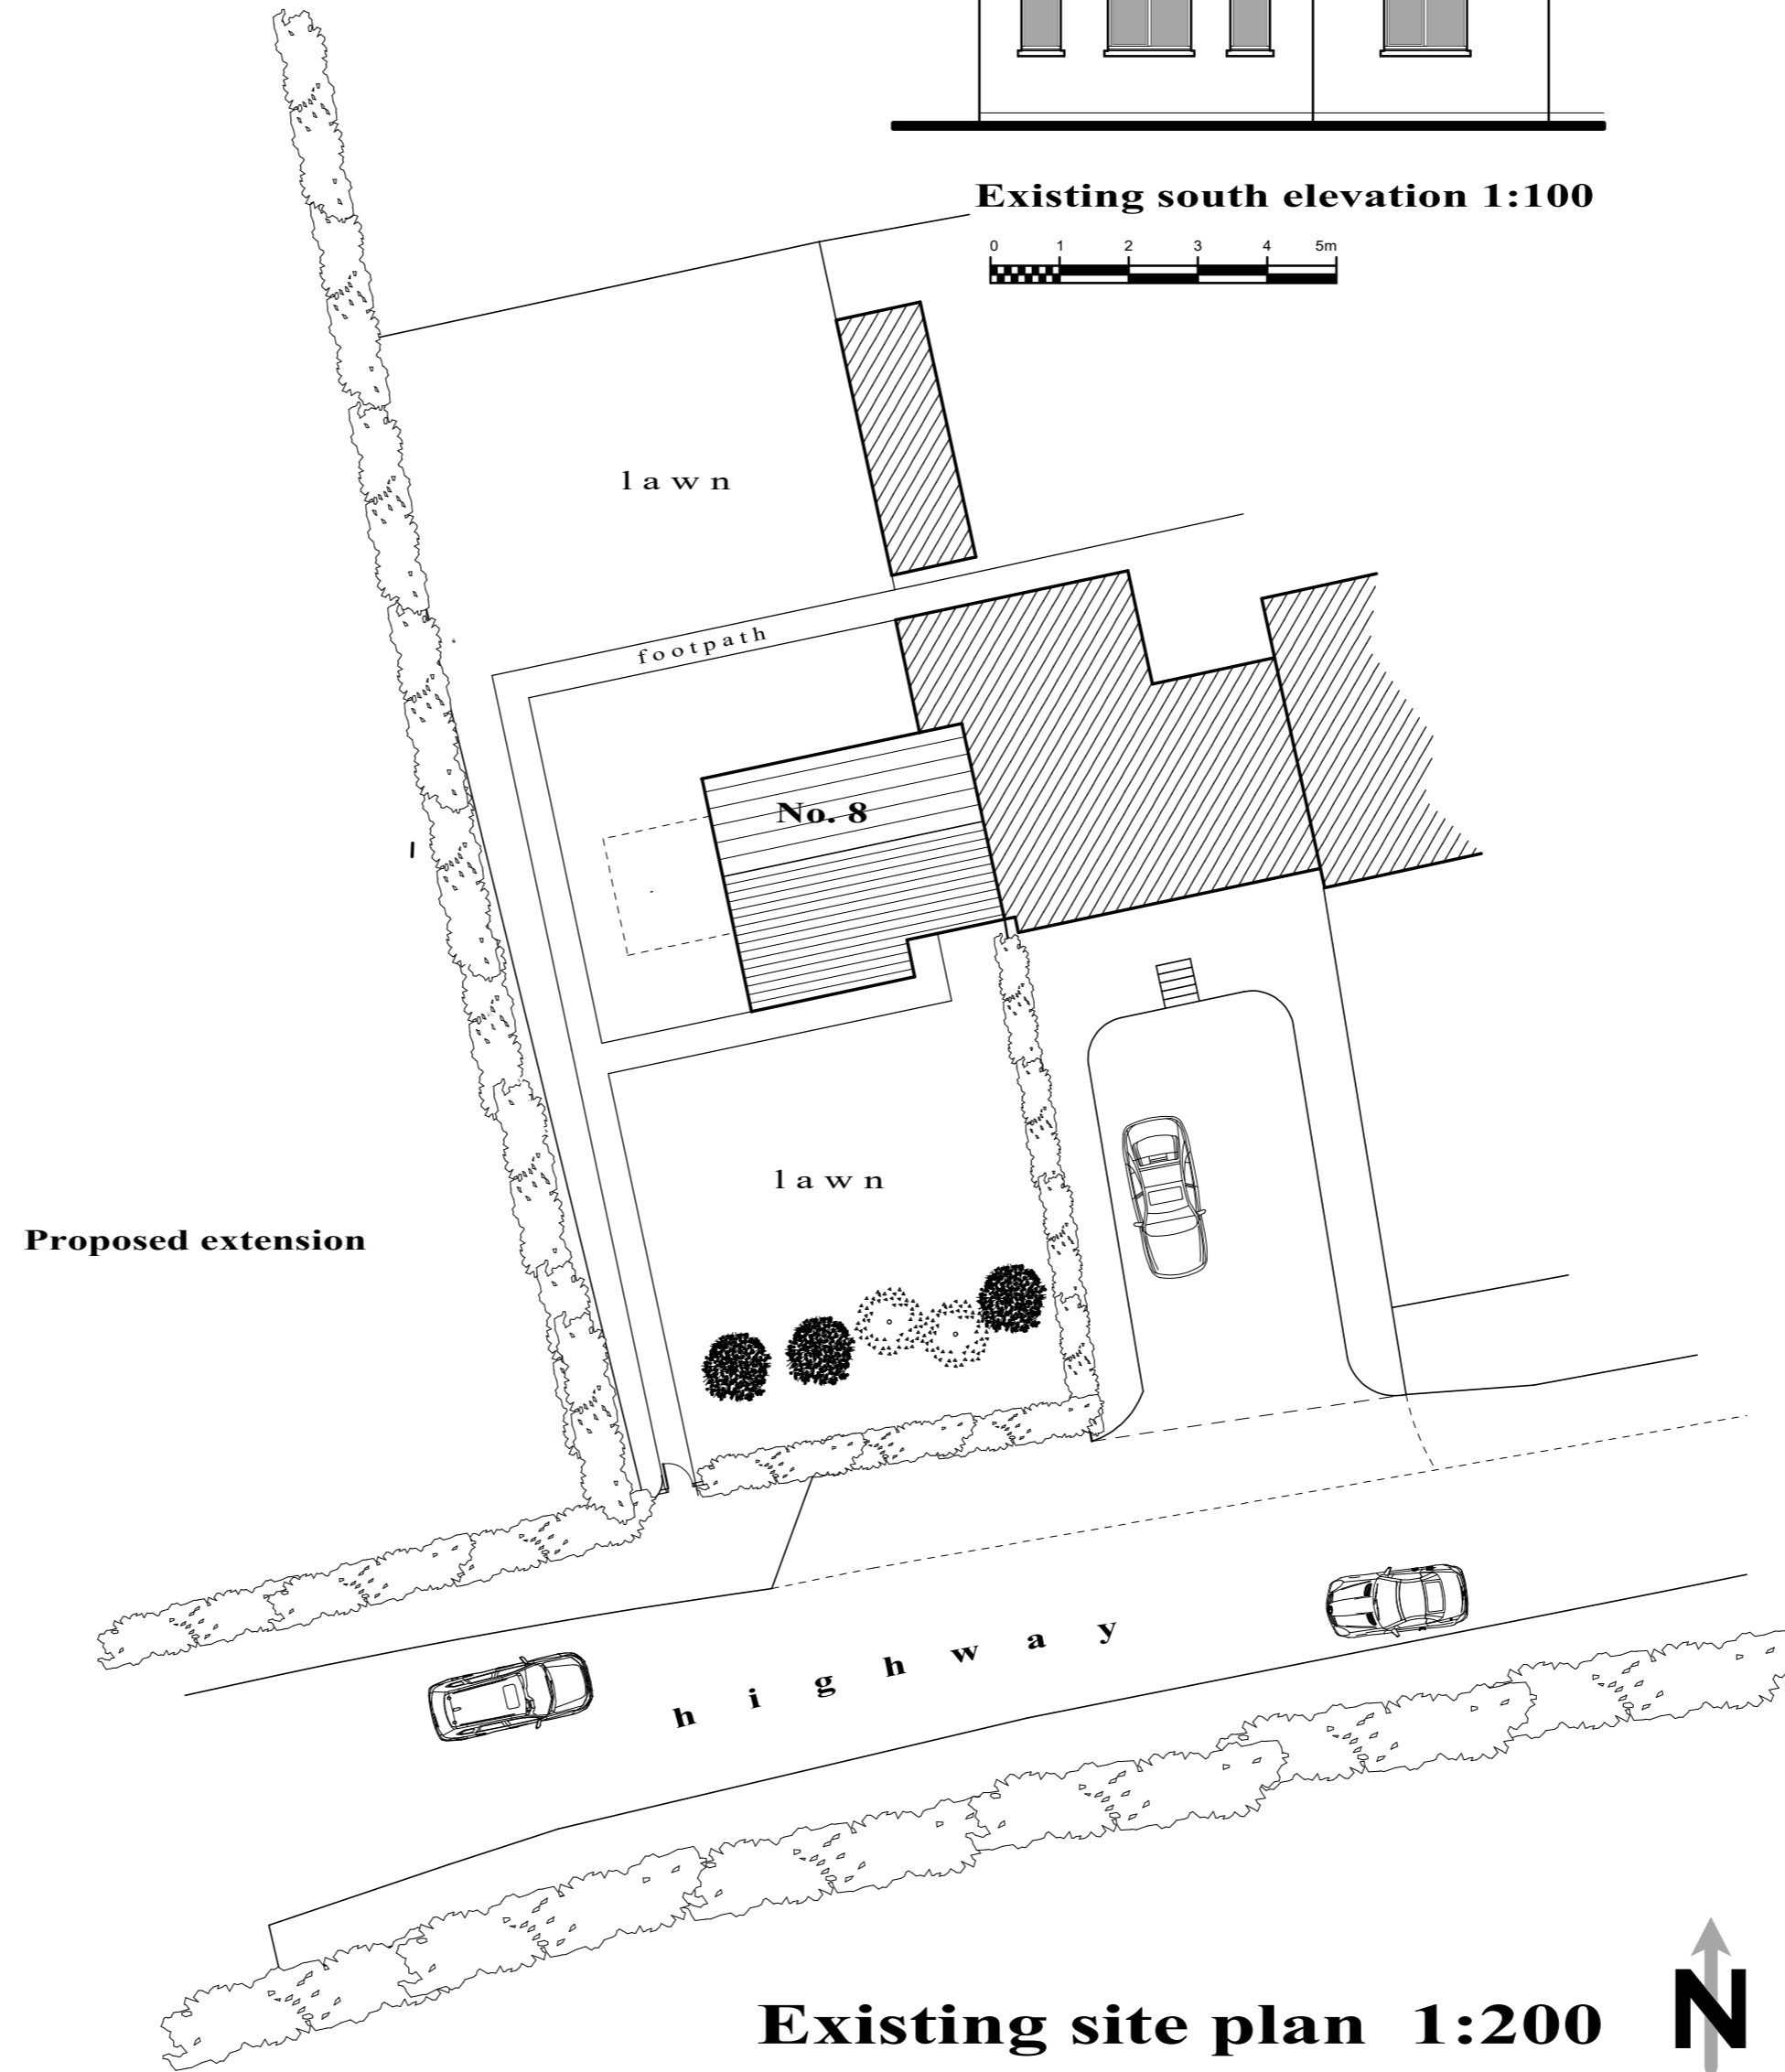 Existing south elevation 1:100
0 1 2 3 4 5m
lawn
footpath
No. 8
lawn
Proposed extension
highway
Existing site plan 1:200
N